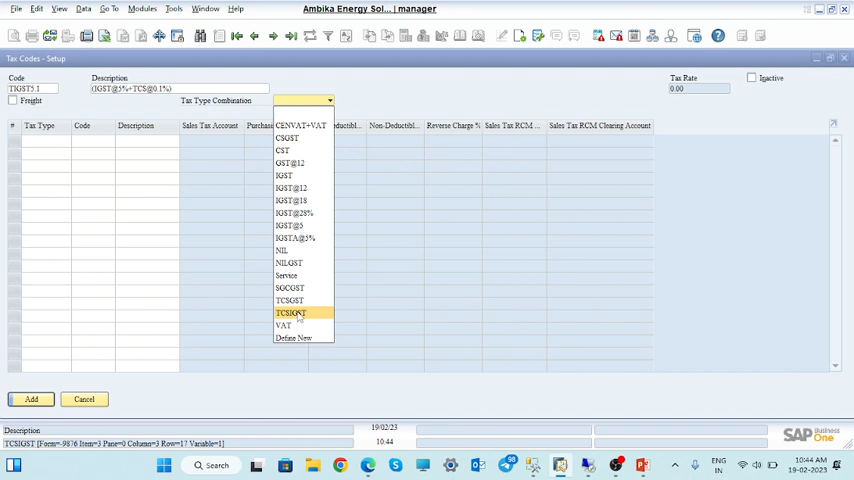 Ambika Energy Sol... | manager
File Edit View Data Go To Modules Tools Window Help
Tax Codes - Setup
Code Description Tax Rate Inactive
TIGST5.1 (IGST@5%+TCS@0.1%) 0.00
Freight Tax Type Combination
# Tax Type Code Description Sales Tax Account Purchas Non-Deductibl... Reverse Charge % Sales Tax RCM ... Sales Tax RCM Clearing Account
CENVAT+VAT
CSGST
CST
GST@12
IGST
IGST@12
IGST@18
IGST@28%
IGST@5
IGSTA@5%
NIL
NILGST
Service
SGCGST
TCSGST
TCSIGST
VAT
Define New
Add Cancel
Description 19/02/23
TCSIGST [Form=-9876 Item=3 Pane=0 Column=3 Row=17 Variable=1] 10:44
SAP Business One
Search
98
ENG IN
10:44 AM
19-02-2023